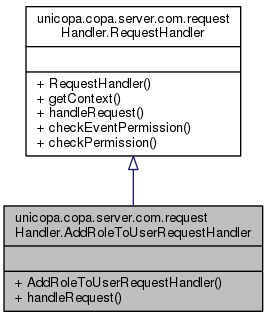 unicopa.copa.server.com.request
Handler.RequestHandler
+ RequestHandler()
+ getContext()
+ handleRequest()
+ checkEventPermission()
+ checkPermission()
unicopa.copa.server.com.request
Handler.AddRoleToUserRequestHandler
+ AddRoleToUserRequestHandler()
+ handleRequest()